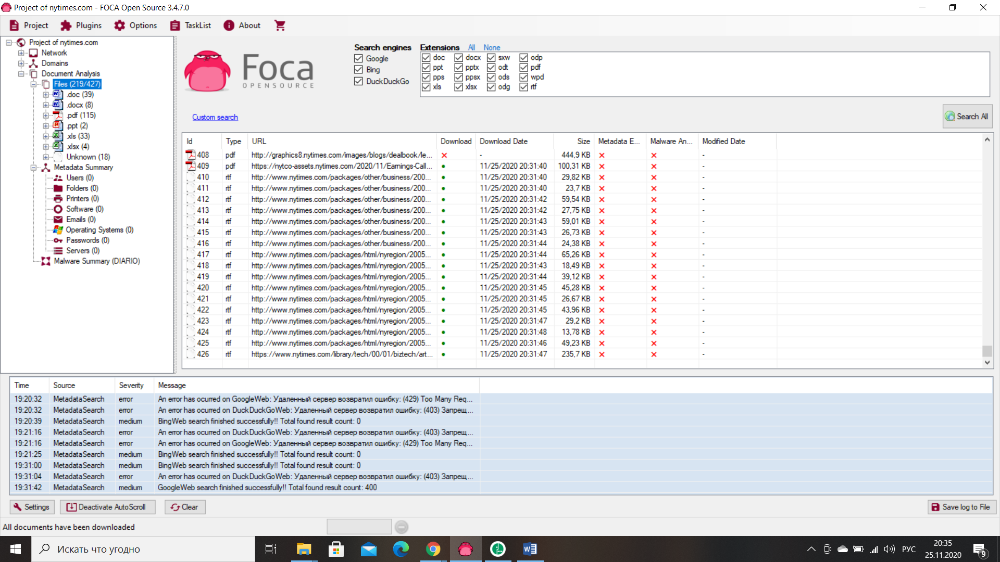 Project of nytimes.com - FOCA Open Source 3.4.7.0
Project Plugins Options TaskList About
Project of nytimes.com
Network
Domains
Document Analysis
Files (219/427)
.doc (39)
.docx (8)
.pdf (115)
.ppt (2)
.xls (33)
.xlsx (4)
Unknown (18)
Metadata Summary
Users (0)
Folders (0)
Printers (0)
Software (0)
Emails (0)
Operating Systems (0)
Passwords (0)
Servers (0)
Malware Summary (DIARIO)
Foca
OPENSOURCE
Search engines
Google
Bing
DuckDuckGo
Extensions All None
doc docx sxw odp
ppt pptx odt pdf
pps ppsx ods wpd
xls xlsx odg rtf
Custom search
Search All
Id Type URL Download Download Date Size Metadata E... Malware An... Modified Date
408 pdf http://graphics8.nytimes.com/images/blogs/dealbook/le... - 444,9 KB -
409 pdf https://nytco-assets.nytimes.com/2020/11/Earnings-Call... 11/25/2020 20:31:40 100,31 KB -
410 rtf http://www.nytimes.com/packages/other/business/200... 11/25/2020 20:31:40 29,82 KB -
411 rtf http://www.nytimes.com/packages/other/business/200... 11/25/2020 20:31:40 23,7 KB -
412 rtf http://www.nytimes.com/packages/other/business/200... 11/25/2020 20:31:42 59,54 KB -
413 rtf http://www.nytimes.com/packages/other/business/200... 11/25/2020 20:31:42 27,75 KB -
414 rtf http://www.nytimes.com/packages/other/business/200... 11/25/2020 20:31:43 59,01 KB -
415 rtf http://www.nytimes.com/packages/other/business/200... 11/25/2020 20:31:43 26,73 KB -
416 rtf http://www.nytimes.com/packages/other/business/200... 11/25/2020 20:31:44 24,38 KB -
417 rtf http://www.nytimes.com/packages/html/nyregion/2005... 11/25/2020 20:31:44 65,26 KB -
418 rtf http://www.nytimes.com/packages/html/nyregion/2005... 11/25/2020 20:31:43 18,49 KB -
419 rtf http://www.nytimes.com/packages/html/nyregion/2005... 11/25/2020 20:31:44 39,12 KB -
420 rtf http://www.nytimes.com/packages/html/nyregion/2005... 11/25/2020 20:31:45 45,28 KB -
421 rtf http://www.nytimes.com/packages/html/nyregion/2005... 11/25/2020 20:31:45 26,67 KB -
422 rtf http://www.nytimes.com/packages/html/nyregion/2005... 11/25/2020 20:31:45 43,96 KB -
423 rtf http://www.nytimes.com/packages/html/nyregion/2005... 11/25/2020 20:31:47 29,2 KB -
424 rtf http://www.nytimes.com/packages/html/nyregion/2005... 11/25/2020 20:31:48 13,78 KB -
425 rtf http://www.nytimes.com/packages/html/nyregion/2005... 11/25/2020 20:31:46 49,23 KB -
426 rtf https://www.nytimes.com/library/tech/00/01/biztech/art... 11/25/2020 20:31:47 235,7 KB -
Time Source Severity Message
19:20:32 MetadataSearch error An error has ocurred on GoogleWeb: Удаленный сервер возвратил ошибку: (429) Too Many Req...
19:20:32 MetadataSearch error An error has ocurred on DuckDuckGoWeb: Удаленный сервер возвратил ошибку: (403) Запрещ...
19:20:39 MetadataSearch medium BingWeb search finished successfully!! Total found result count: 0
19:21:16 MetadataSearch error An error has ocurred on DuckDuckGoWeb: Удаленный сервер возвратил ошибку: (403) Запрещ...
19:21:16 MetadataSearch error An error has ocurred on GoogleWeb: Удаленный сервер возвратил ошибку: (429) Too Many Req...
19:21:25 MetadataSearch medium BingWeb search finished successfully!! Total found result count: 0
19:31:00 MetadataSearch medium BingWeb search finished successfully!! Total found result count: 0
19:31:04 MetadataSearch error An error has ocurred on DuckDuckGoWeb: Удаленный сервер возвратил ошибку: (403) Запрещ...
19:31:42 MetadataSearch medium GoogleWeb search finished successfully!! Total found result count: 400
Settings Deactivate AutoScroll Clear Save log to File
All documents have been downloaded
Искать что угодно
РУС
20:35
25.11.2020
9